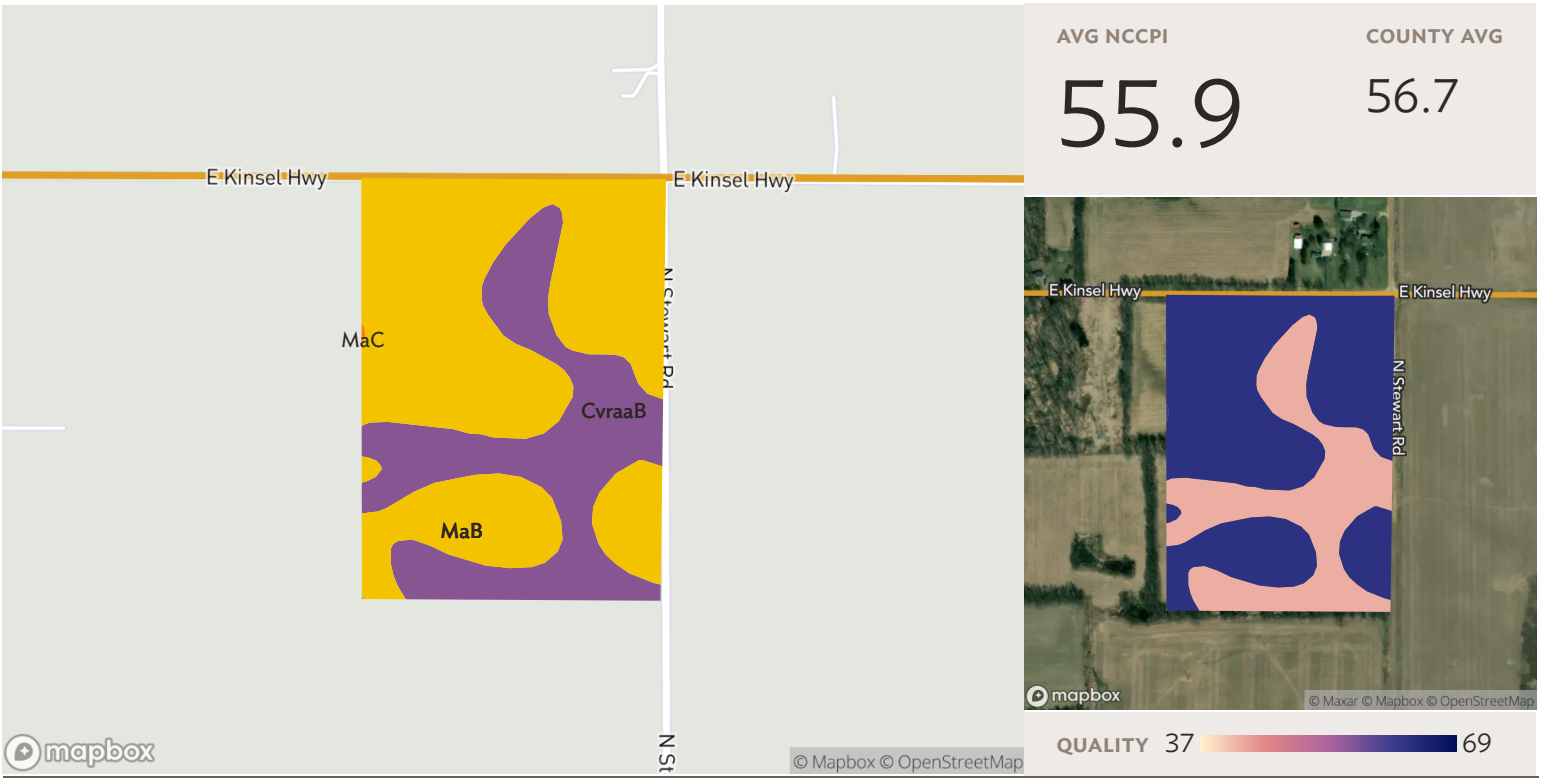 AVG NCCPI
COUNTY AVG
55.9
56.7
E Kinsel Hwy
E Kinsel Hwy
N Stewart Rd
MaC
CvraaB
MaB
N St
mapbox
© Mapbox © OpenStreetMap
E Kinsel Hwy
E Kinsel Hwy
N Stewart Rd
mapbox
© Maxar © Mapbox © OpenStreetMap
QUALITY 37 69